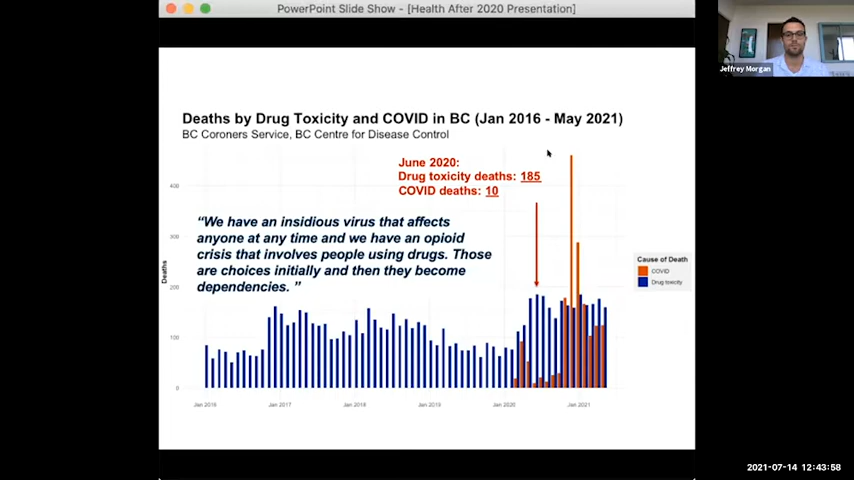 PowerPoint Slide Show - [Health After 2020 Presentation]
Jeffrey Morgan
Deaths by Drug Toxicity and COVID in BC (Jan 2016 - May 2021)
BC Coroners Service, BC Centre for Disease Control
June 2020:
Drug toxicity deaths: 185
COVID deaths: 10
“We have an insidious virus that affects
anyone at any time and we have an opioid
crisis that involves people using drugs. Those
are choices initially and then they become
dependencies. ”
Deaths
400
300
200
100
0
Jan 2016
Jan 2017
Jan 2018
Jan 2019
Jan 2020
Jan 2021
Cause of Death
COVID
Drug toxicity
2021-07-14 12:43:58